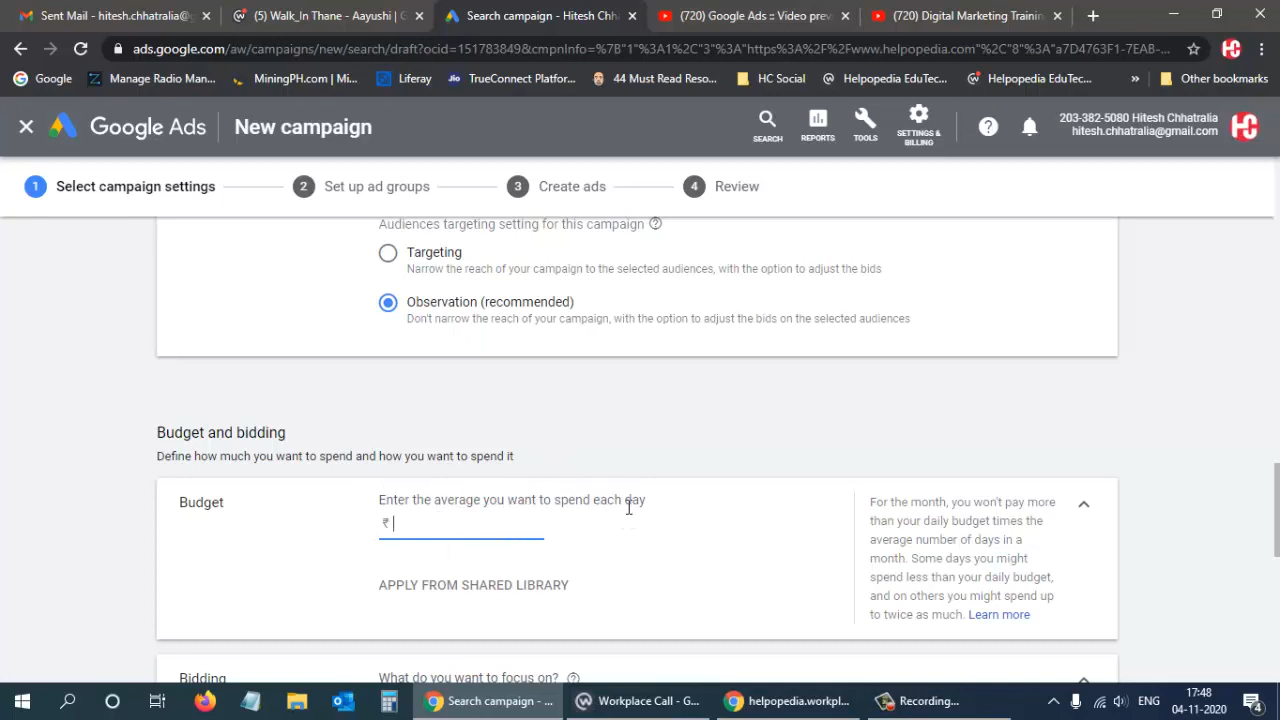 Sent Mail - hitesh.chhatralia@
(5) Walk_In Thane - Aayushi | G
Search campaign - Hitesh Chh
(720) Google Ads :: Video prev
(720) Digital Marketing Training
ads.google.com/aw/campaigns/new/search/draft?ocid=151783849&cmpnInfo=%7B"1"%3A1%2C"3"%3A"https%3A%2F%2Fwww.helpopedia.com"%2C"8"%3A"a7D4763F1-7EAB-...
Google
Manage Radio Man...
MiningPH.com | Mi...
Liferay
Jio
TrueConnect Platfor...
44 Must Read Reso...
HC Social
Helpopedia EduTec...
Helpopedia EduTec...
»
Other bookmarks
Google Ads
New campaign
SEARCH
REPORTS
TOOLS
SETTINGS & BILLING
203-382-5080 Hitesh Chhatralia
hitesh.chhatralia@gmail.com
HC
1 Select campaign settings
2 Set up ad groups
3 Create ads
4 Review
Audiences targeting setting for this campaign
Targeting
Narrow the reach of your campaign to the selected audiences, with the option to adjust the bids
Observation (recommended)
Don't narrow the reach of your campaign, with the option to adjust the bids on the selected audiences
Budget and bidding
Define how much you want to spend and how you want to spend it
Budget
Enter the average you want to spend each day
₹
APPLY FROM SHARED LIBRARY
For the month, you won't pay more
than your daily budget times the
average number of days in a
month. Some days you might
spend less than your daily budget,
and on others you might spend up
to twice as much. Learn more
Bidding
What do you want to focus on?
Search campaign - ...
Workplace Call - G...
helpopedia.workpl...
Recording...
ENG
17:48
04-11-2020
4